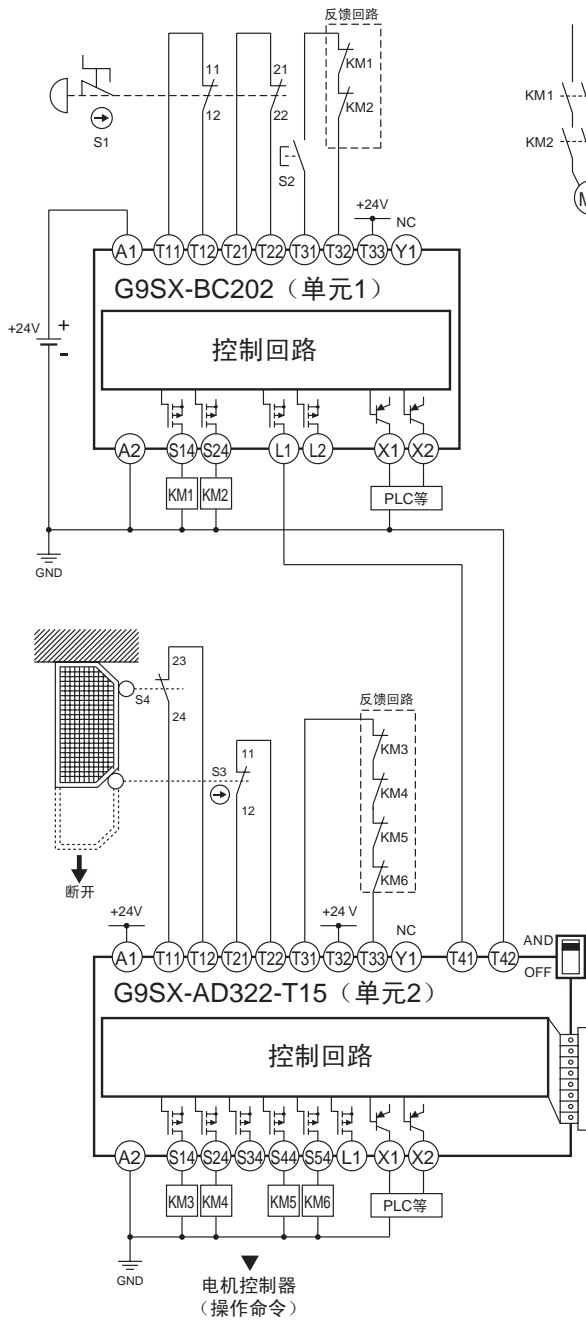 反馈回路
11
21
KM1
KM1
12
22
KM2
KM2
S1
S2
M
+24V
NC
A1
T11
T12
T21
T22
T31
T32
T33
Y1
G9SX-BC202（单元1）
+24V
+
-
控制回路
A2
S14
S24
L1
L2
X1
X2
KM1
KM2
PLC等
GND
23
S4
24
反馈回路
11
S3
12
KM3
KM4
KM5
KM6
断开
+24V
+24 V
NC
AND
A1
T11
T12
T21
T22
T31
T32
T33
Y1
T41
T42
OFF
G9SX-AD322-T15（单元2）
控制回路
A2
S14
S24
S34
S44
S54
L1
X1
X2
KM3
KM4
KM5
KM6
PLC等
GND
电机控制器
（操作命令）